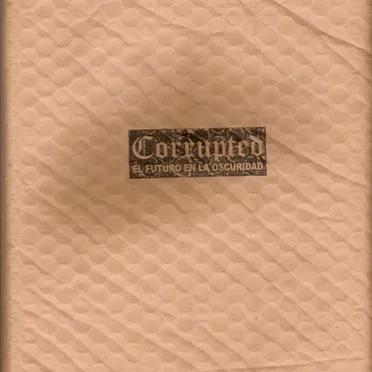 Corrupted
EL FUTURO EN LA OSCURIDAD